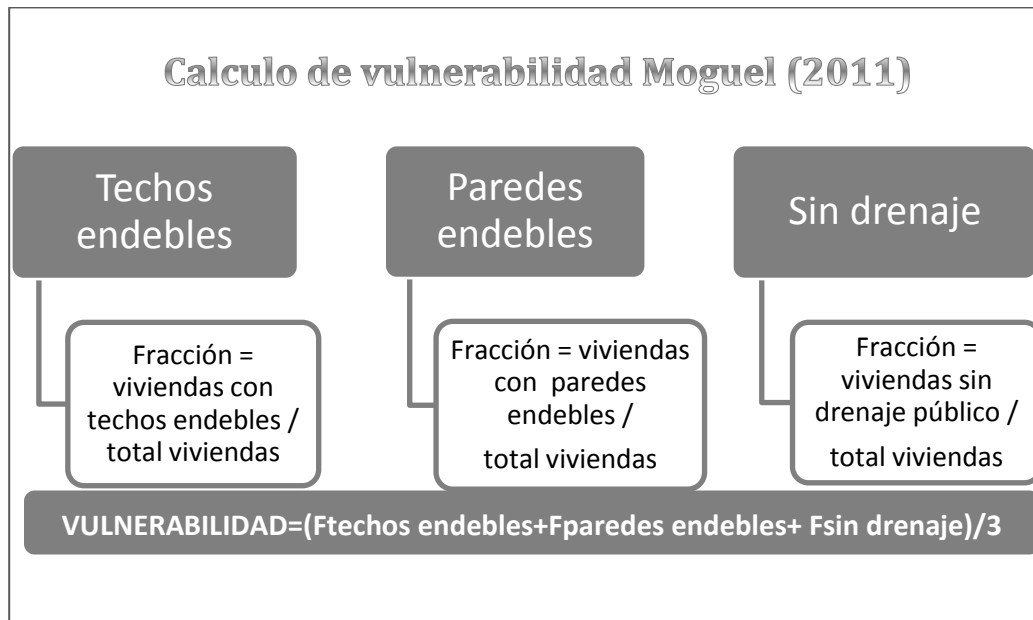 Calculo de vulnerabilidad Moguel (2011)
Techos
endebles
Fracción =
viviendas con
techos endebles /
total viviendas
Paredes
endebles
Fracción = viviendas
con paredes
endebles /
total viviendas
Sin drenaje
Fracción =
viviendas sin
drenaje público /
total viviendas
VULNERABILIDAD=(Ftechos endebles+Fparedes endebles+ Fsin drenaje)/3